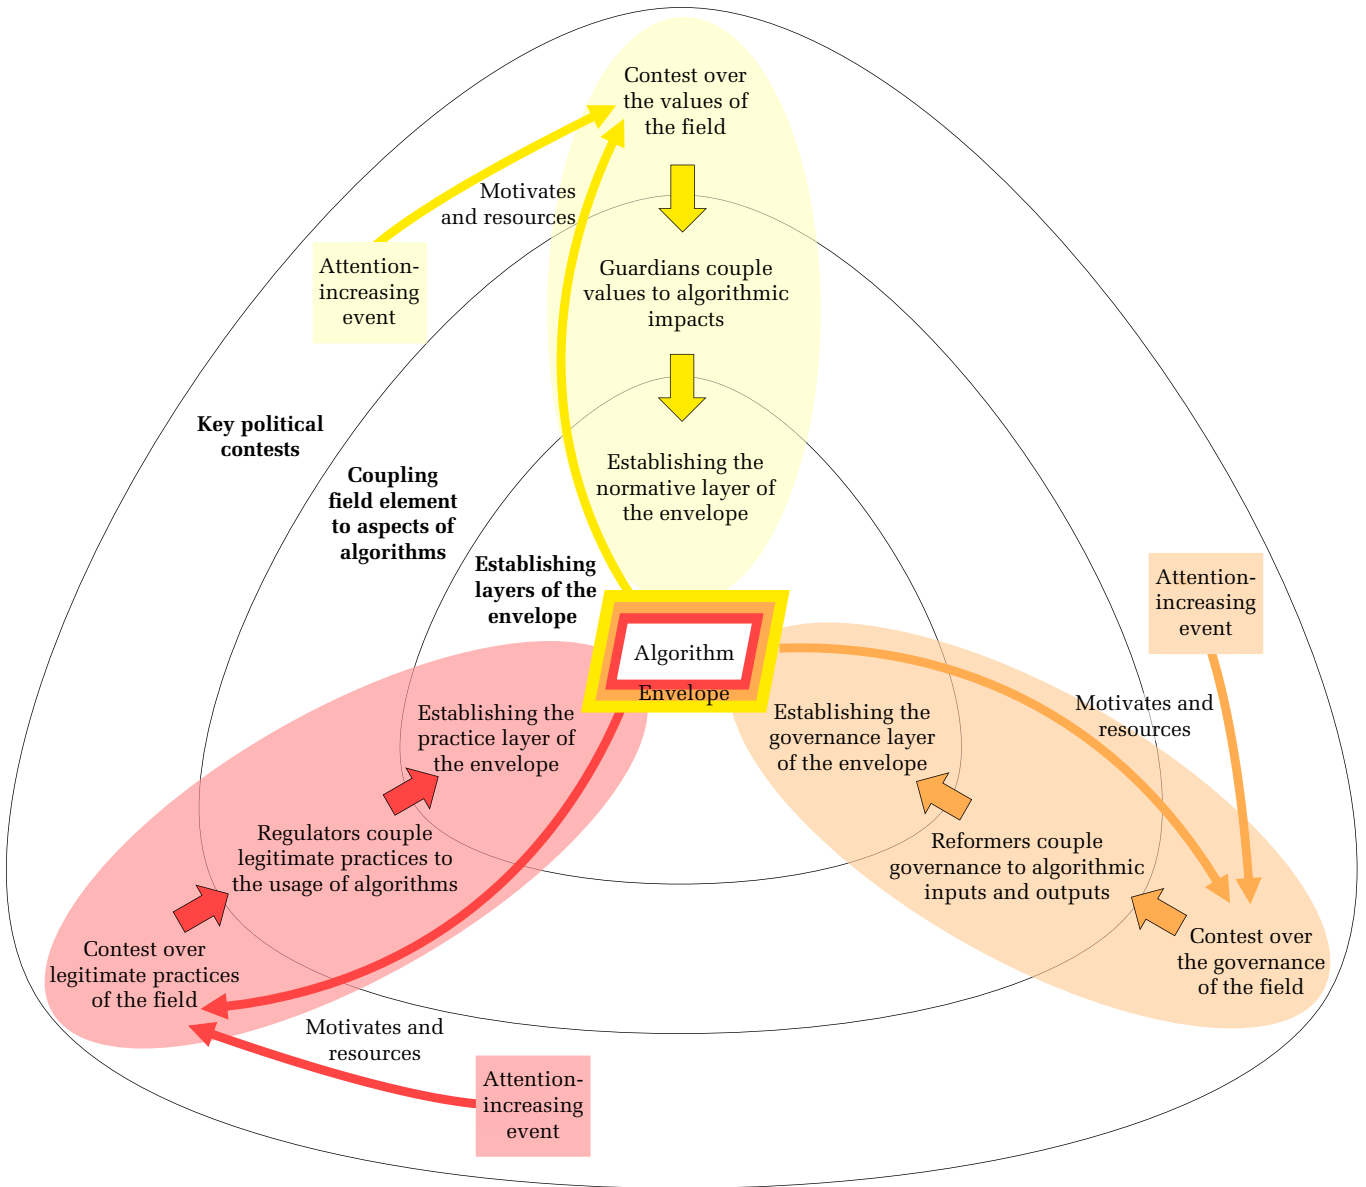 Contest over
the values of
the field
Motivates
and resources
Attention-
increasing
event
Guardians couple
values to algorithmic
impacts
Key political
contests
Coupling
field element
to aspects of
algorithms
Establishing the
normative layer of
the envelope
Establishing
layers of the
envelope
Attention-
increasing
event
Algorithm
Envelope
Establishing the
practice layer of
the envelope
Establishing the
governance layer
of the envelope
Motivates and
resources
Regulators couple
legitimate practices to
the usage of algorithms
Reformers couple
governance to algorithmic
inputs and outputs
Contest over
legitimate practices
of the field
Contest over
the governance
of the field
Motivates and
resources
Attention-
increasing
event